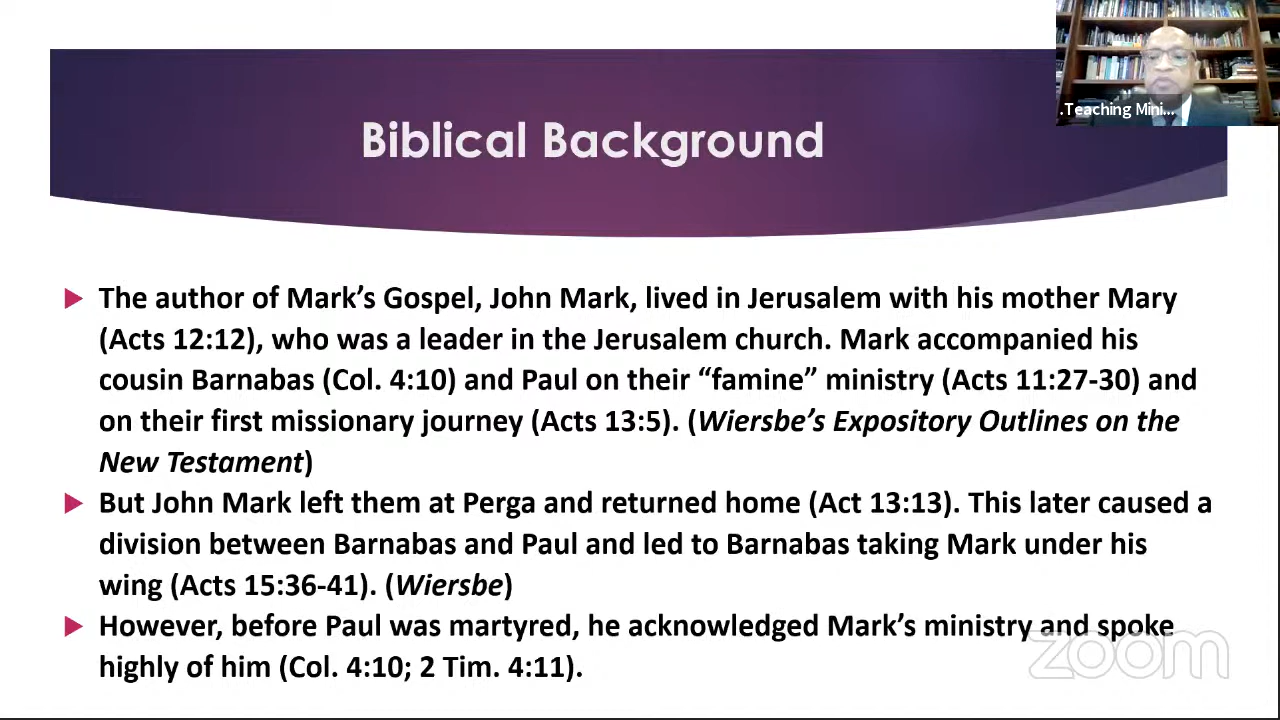 .Teaching Mini...
Biblical Background
The author of Mark’s Gospel, John Mark, lived in Jerusalem with his mother Mary
(Acts 12:12), who was a leader in the Jerusalem church. Mark accompanied his
cousin Barnabas (Col. 4:10) and Paul on their “famine” ministry (Acts 11:27-30) and
on their first missionary journey (Acts 13:5). (Wiersbe’s Expository Outlines on the
New Testament)
But John Mark left them at Perga and returned home (Act 13:13). This later caused a
division between Barnabas and Paul and led to Barnabas taking Mark under his
wing (Acts 15:36-41). (Wiersbe)
However, before Paul was martyred, he acknowledged Mark’s ministry and spoke
highly of him (Col. 4:10; 2 Tim. 4:11).
zoom